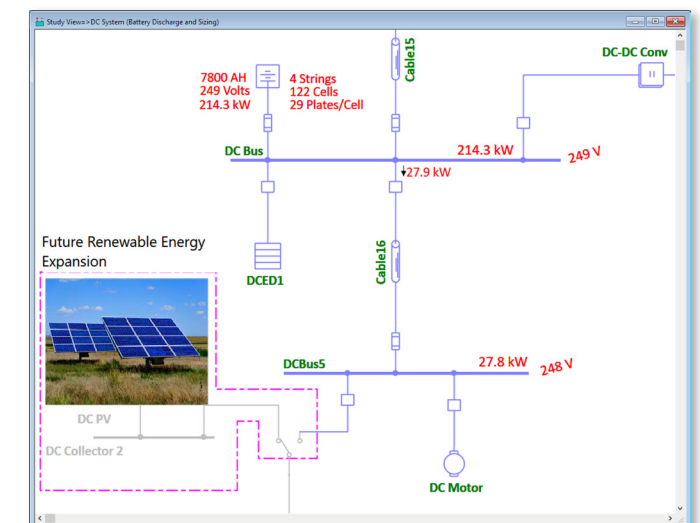 Study View=>DC System (Battery Discharge and Sizing)
Cable15
DC-DC Conv
7800 AH
249 Volts
214.3 kW
4 Strings
122 Cells
29 Plates/Cell
DC Bus
214.3 kW
249 V
27.9 kW
DCED1
Cable16
Future Renewable Energy
Expansion
DCBus5
27.8 kW
248 V
DC PV
DC Collector 2
DC Motor